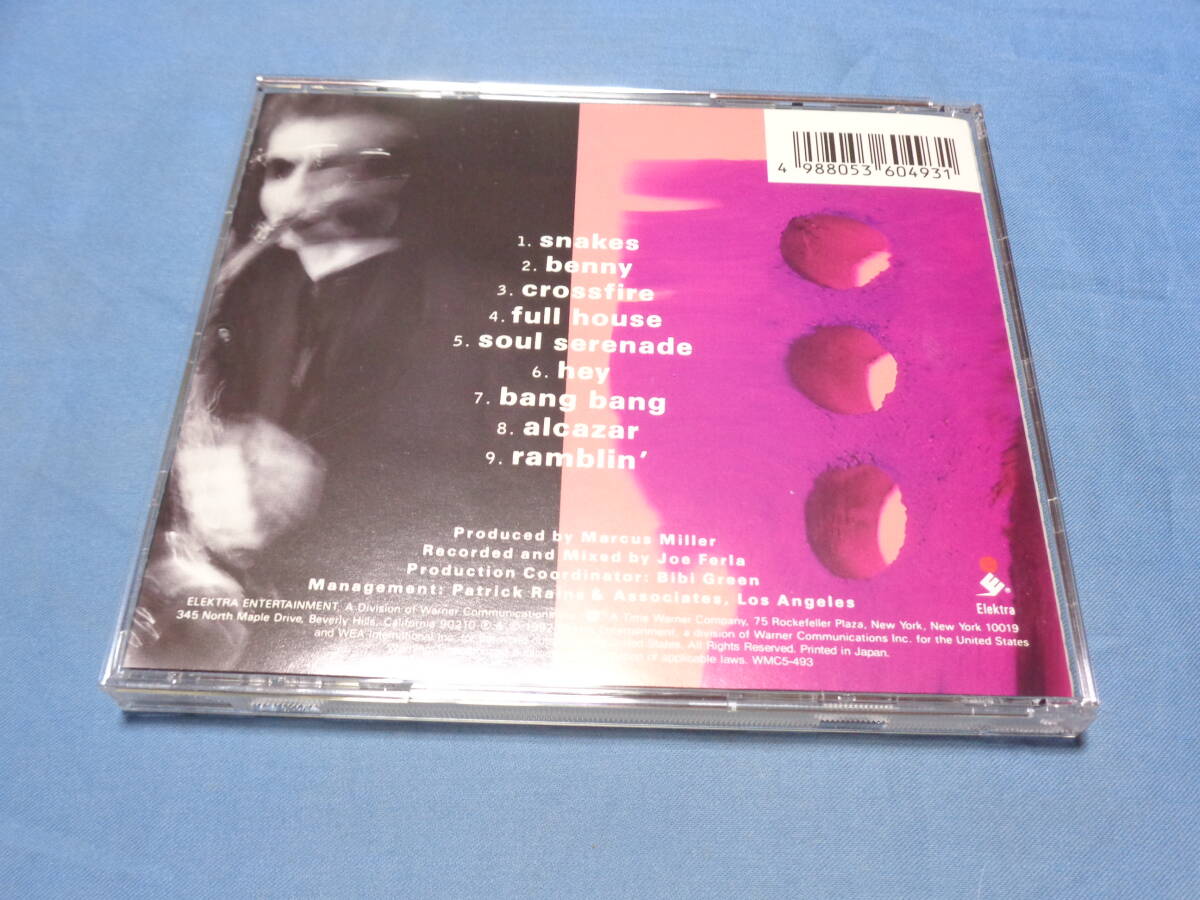 4 988053 604931
1. snakes
2. benny
3. crossfire
4. full house
5. soul serenade
6. hey
7. bang bang
8. alcazar
9. ramblin'
Produced by Marcus Miller
Recorded and Mixed by Joe Ferla
Production Coordinator: Bibi Green
Management: Patrick Rains & Associates, Los Angeles
Elektra
ELEKTRA ENTERTAINMENT, A Division of Warner Communications A Time Warner Company, 75 Rockefeller Plaza, New York, New York 10019
345 North Maple Drive, Beverly Hills, California 90210 ℗ & © 1992 Entertainment, a division of Warner Communications Inc. for the United States
and WEA International Inc. for the States. All Rights Reserved. Printed in Japan.
of applicable laws. WMC5-493